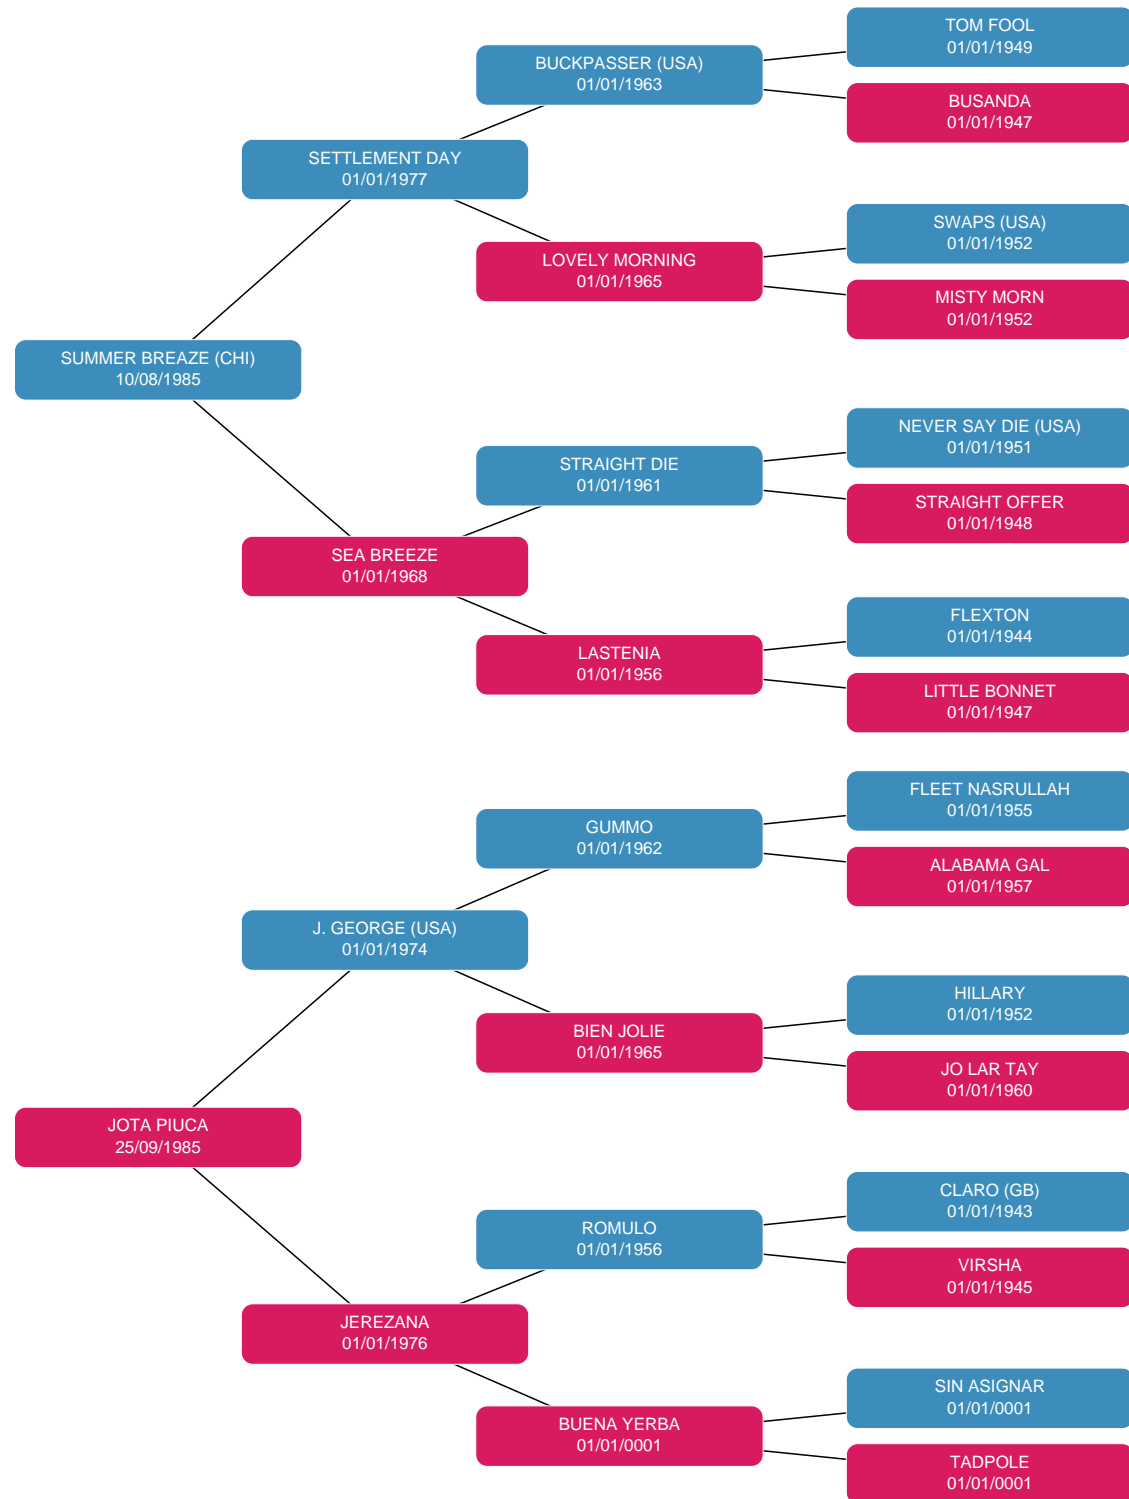 TOM FOOL
01/01/1949
BUCKPASSER (USA)
01/01/1963
BUSANDA
01/01/1947
SETTLEMENT DAY
01/01/1977
SWAPS (USA)
01/01/1952
LOVELY MORNING
01/01/1965
MISTY MORN
01/01/1952
SUMMER BREAZE (CHI)
10/08/1985
NEVER SAY DIE (USA)
01/01/1951
STRAIGHT DIE
01/01/1961
STRAIGHT OFFER
01/01/1948
SEA BREEZE
01/01/1968
FLEXTON
01/01/1944
LASTENIA
01/01/1956
LITTLE BONNET
01/01/1947
FLEET NASRULLAH
01/01/1955
GUMMO
01/01/1962
ALABAMA GAL
01/01/1957
J. GEORGE (USA)
01/01/1974
HILLARY
01/01/1952
BIEN JOLIE
01/01/1965
JO LAR TAY
01/01/1960
JOTA PIUCA
25/09/1985
CLARO (GB)
01/01/1943
ROMULO
01/01/1956
VIRSHA
01/01/1945
JEREZANA
01/01/1976
SIN ASIGNAR
01/01/0001
BUENA YERBA
01/01/0001
TADPOLE
01/01/0001